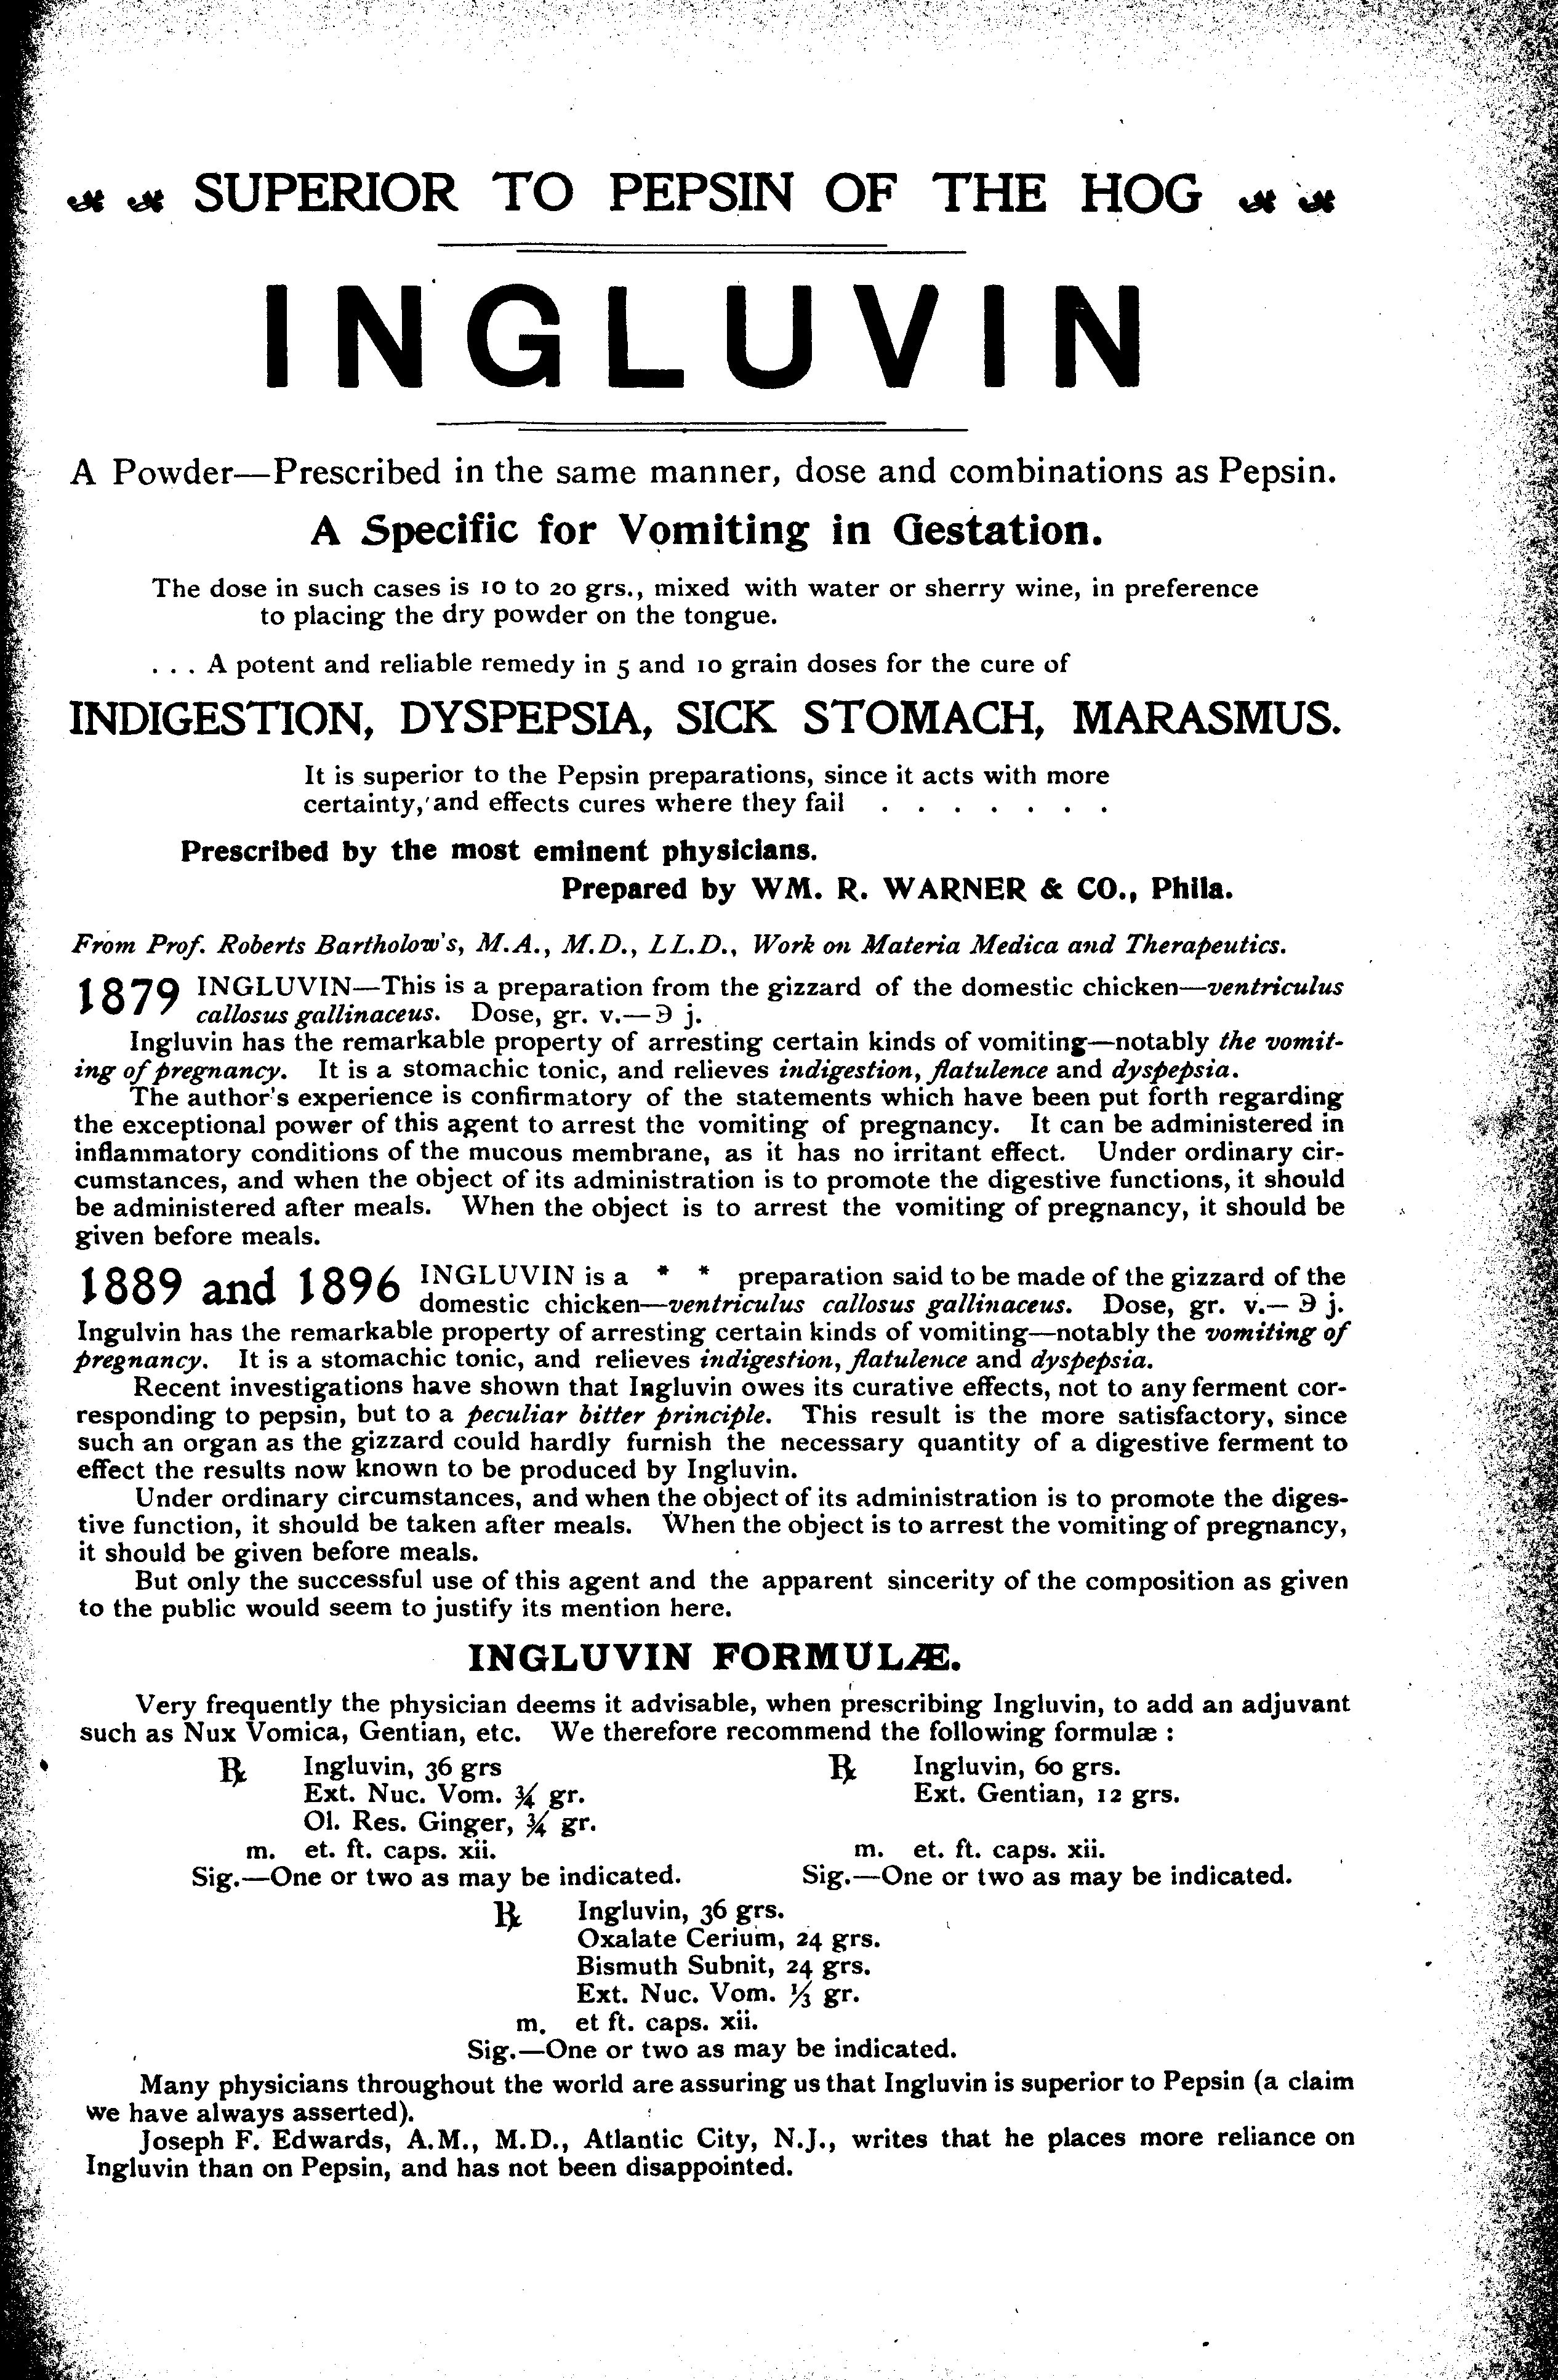 SUPERIOR TO PEPSIN OF THE HOG
INGLUVIN
A Powder—Prescribed in the same manner, dose and combinations as Pepsin.
A Specific for Vomiting in Gestation.
The dose in such cases is 10 to 20 grs., mixed with water or sherry wine, in preference
to placing the dry powder on the tongue.
. . . A potent and reliable remedy in 5 and 10 grain doses for the cure of
INDIGESTION, DYSPEPSIA, SICK STOMACH, MARASMUS.
It is superior to the Pepsin preparations, since it acts with more
certainty, and effects cures where they fail . . . . . . .
Prescribed by the most eminent physicians.
Prepared by WM. R. WARNER & CO., Phila.
From Prof. Roberts Bartholow's, M.A., M.D., LL.D., Work on Materia Medica and Therapeutics.
1879 INGLUVIN—This is a preparation from the gizzard of the domestic chicken—ventriculus
callosus gallinaceus. Dose, gr. v.—℈ j.
Ingluvin has the remarkable property of arresting certain kinds of vomiting—notably the vomit-
ing of pregnancy. It is a stomachic tonic, and relieves indigestion, flatulence and dyspepsia.
The author's experience is confirmatory of the statements which have been put forth regarding
the exceptional power of this agent to arrest the vomiting of pregnancy. It can be administered in
inflammatory conditions of the mucous membrane, as it has no irritant effect. Under ordinary cir-
cumstances, and when the object of its administration is to promote the digestive functions, it should
be administered after meals. When the object is to arrest the vomiting of pregnancy, it should be
given before meals.
1889 and 1896 INGLUVIN is a * * preparation said to be made of the gizzard of the
domestic chicken—ventriculus callosus gallinaceus. Dose, gr. v.—℈ j.
Ingulvin has the remarkable property of arresting certain kinds of vomiting—notably the vomiting of
pregnancy. It is a stomachic tonic, and relieves indigestion, flatulence and dyspepsia.
Recent investigations have shown that Ingluvin owes its curative effects, not to any ferment cor-
responding to pepsin, but to a peculiar bitter principle. This result is the more satisfactory, since
such an organ as the gizzard could hardly furnish the necessary quantity of a digestive ferment to
effect the results now known to be produced by Ingluvin.
Under ordinary circumstances, and when the object of its administration is to promote the diges-
tive function, it should be taken after meals. When the object is to arrest the vomiting of pregnancy,
it should be given before meals.
But only the successful use of this agent and the apparent sincerity of the composition as given
to the public would seem to justify its mention here.
INGLUVIN FORMULÆ.
Very frequently the physician deems it advisable, when prescribing Ingluvin, to add an adjuvant
such as Nux Vomica, Gentian, etc. We therefore recommend the following formulæ :
℞ Ingluvin, 36 grs
Ext. Nuc. Vom. ¾ gr.
Ol. Res. Ginger, ¾ gr.
m. et. ft. caps. xii.
Sig.—One or two as may be indicated.
℞ Ingluvin, 60 grs.
Ext. Gentian, 12 grs.
m. et. ft. caps. xii.
Sig.—One or two as may be indicated.
℞ Ingluvin, 36 grs.
Oxalate Cerium, 24 grs.
Bismuth Subnit, 24 grs.
Ext. Nuc. Vom. ⅓ gr.
m. et ft. caps. xii.
Sig.—One or two as may be indicated.
Many physicians throughout the world are assuring us that Ingluvin is superior to Pepsin (a claim
we have always asserted).
Joseph F. Edwards, A.M., M.D., Atlantic City, N.J., writes that he places more reliance on
Ingluvin than on Pepsin, and has not been disappointed.